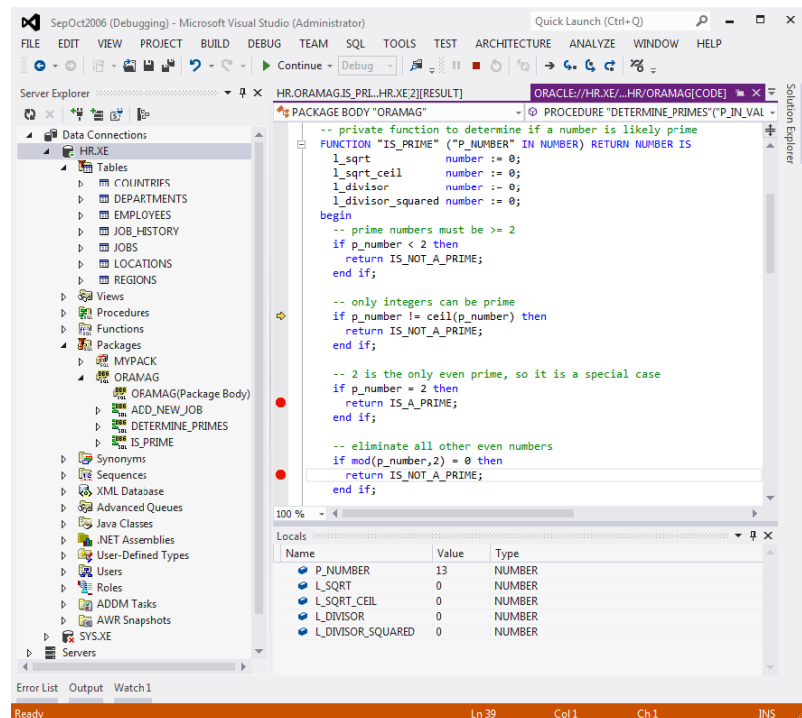 SepOct2006 (Debugging) - Microsoft Visual Studio (Administrator)
Quick Launch (Ctrl+Q)
FILE EDIT VIEW PROJECT BUILD DEBUG TEAM SQL TOOLS TEST ARCHITECTURE ANALYZE WINDOW HELP
Continue Debug
Server Explorer
Data Connections
HR.XE
Tables
COUNTRIES
DEPARTMENTS
EMPLOYEES
JOB_HISTORY
JOBS
LOCATIONS
REGIONS
Views
Procedures
Functions
Packages
MYPACK
ORAMAG
ORAMAG(Package Body)
ADD_NEW_JOB
DETERMINE_PRIMES
IS_PRIME
Synonyms
Sequences
XML Database
Advanced Queues
Java Classes
.NET Assemblies
User-Defined Types
Users
Roles
ADDM Tasks
AWR Snapshots
SYS.XE
Servers
HR.ORAMAG.IS_PRI...HR.XE[2][RESULT]
ORACLE://HR.XE/...HR/ORAMAG[CODE]
PACKAGE BODY "ORAMAG"
PROCEDURE "DETERMINE_PRIMES"("P_IN_VAL
-- private function to determine if a number is likely prime
FUNCTION "IS_PRIME" ("P_NUMBER" IN NUMBER) RETURN NUMBER IS
l_sqrt number := 0;
l_sqrt_ceil number := 0;
l_divisor number := 0;
l_divisor_squared number := 0;
begin
-- prime numbers must be >= 2
if p_number < 2 then
return IS_NOT_A_PRIME;
end if;
-- only integers can be prime
if p_number != ceil(p_number) then
return IS_NOT_A_PRIME;
end if;
-- 2 is the only even prime, so it is a special case
if p_number = 2 then
return IS_A_PRIME;
end if;
-- eliminate all other even numbers
if mod(p_number,2) = 0 then
return IS_NOT_A_PRIME;
end if;
100 %
Locals
Name Value Type
P_NUMBER 13 NUMBER
L_SQRT 0 NUMBER
L_SQRT_CEIL 0 NUMBER
L_DIVISOR 0 NUMBER
L_DIVISOR_SQUARED 0 NUMBER
Solution Explorer
Error List Output Watch 1
Ready Ln 39 Col 1 Ch 1 INS